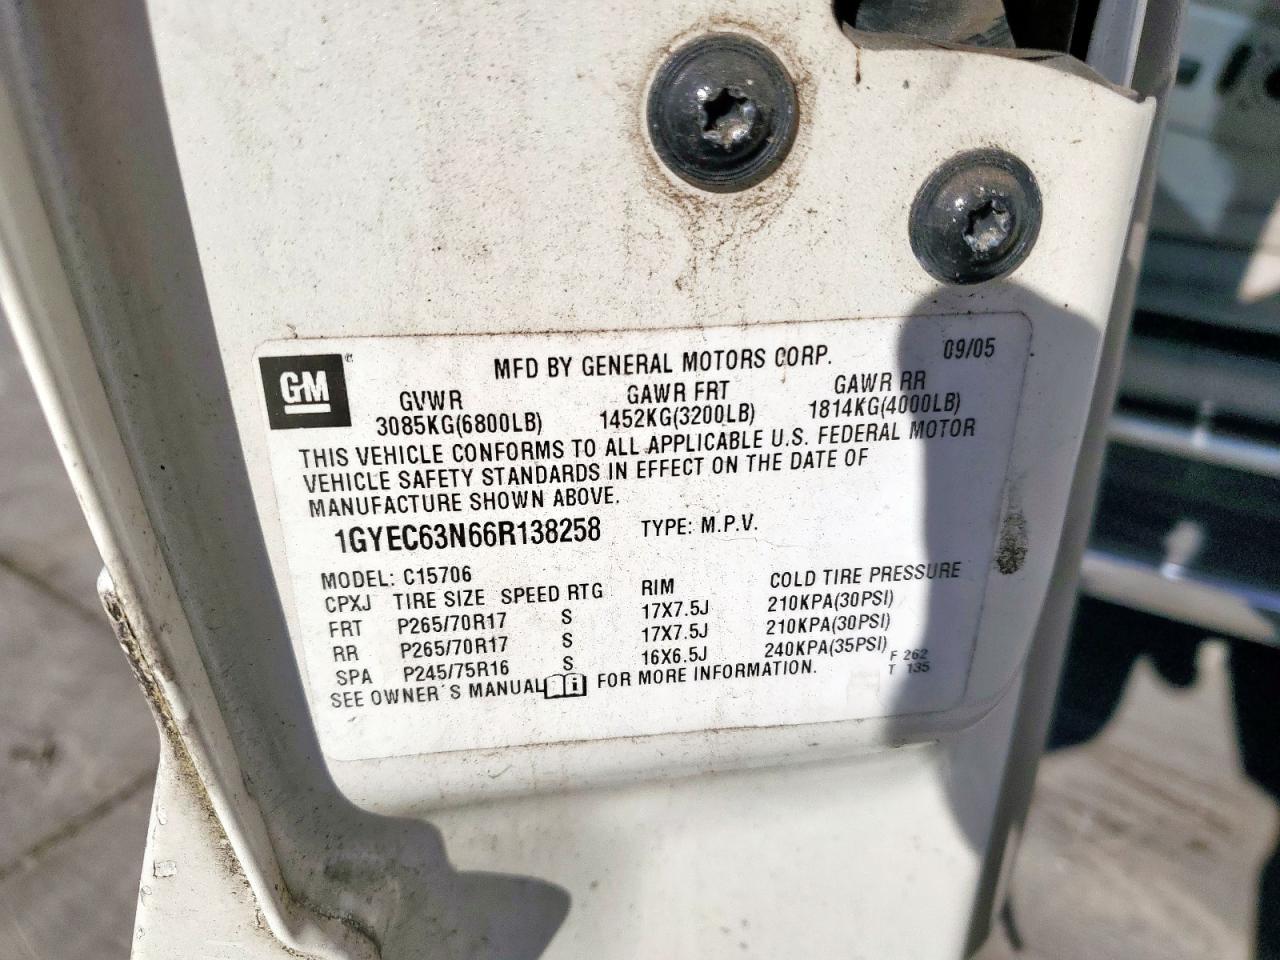 GM
MFD BY GENERAL MOTORS CORP. 09/05
GVWR GAWR FRT GAWR RR
3085KG(6800LB) 1452KG(3200LB) 1814KG(4000LB)
THIS VEHICLE CONFORMS TO ALL APPLICABLE U.S. FEDERAL MOTOR
VEHICLE SAFETY STANDARDS IN EFFECT ON THE DATE OF
MANUFACTURE SHOWN ABOVE.
1GYEC63N66R138258 TYPE: M.P.V.
MODEL: C15706
CPXJ TIRE SIZE SPEED RTG RIM COLD TIRE PRESSURE
FRT P265/70R17 S 17X7.5J 210KPA(30PSI)
RR P265/70R17 S 17X7.5J 210KPA(30PSI)
SPA P245/75R16 S 16X6.5J 240KPA(35PSI)
SEE OWNER'S MANUAL FOR MORE INFORMATION.
F 262
T 135